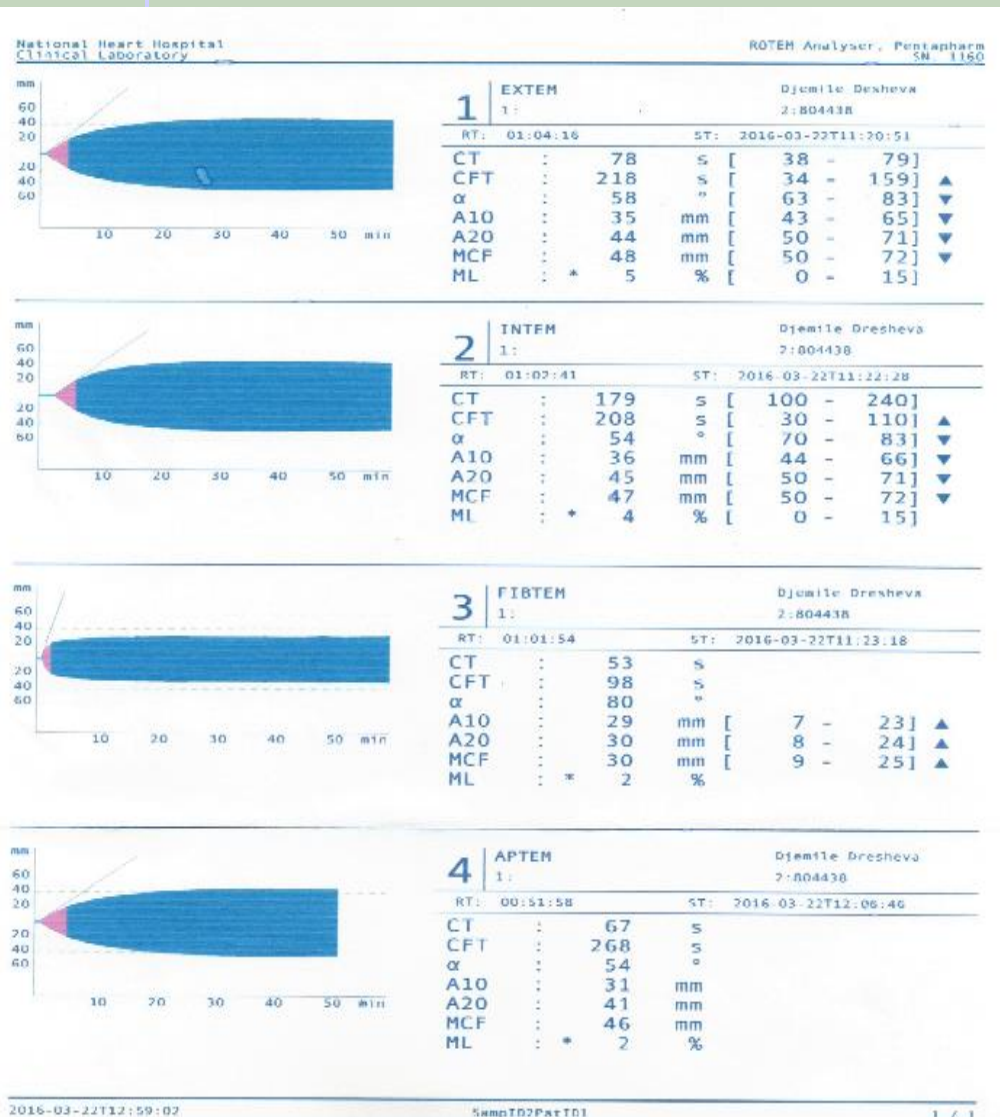 National Heart Hospital
Clinical Laboratory
ROTEM Analyser, Pentapharm
SN. 1160
mm
60
40
20
20
40
60
10 20 30 40 50 min
1 EXTEM Djemile Desheva
1: 2:804438
RT: 01:04:16 ST: 2016-03-22T11:20:51
CT : 78 s [ 38 - 79]
CFT : 218 s [ 34 - 159] ▲
α : 58 ° [ 63 - 83] ▼
A10 : 35 mm [ 43 - 65] ▼
A20 : 44 mm [ 50 - 71] ▼
MCF : 48 mm [ 50 - 72] ▼
ML : * 5 % [ 0 - 15]
mm
60
40
20
20
40
60
10 20 30 40 50 min
2 INTEM Djemile Dresheva
1: 2:804438
RT: 01:02:41 ST: 2016-03-22T11:22:28
CT : 179 s [ 100 - 240]
CFT : 208 s [ 30 - 110] ▲
α : 54 ° [ 70 - 83] ▼
A10 : 36 mm [ 44 - 66] ▼
A20 : 45 mm [ 50 - 71] ▼
MCF : 47 mm [ 50 - 72] ▼
ML : * 4 % [ 0 - 15]
mm
60
40
20
20
40
60
10 20 30 40 50 min
3 FIBTEM Djemile Dresheva
1: 2:804438
RT: 01:01:54 ST: 2016-03-22T11:23:18
CT : 53 s
CFT : 98 s
α : 80 °
A10 : 29 mm [ 7 - 23] ▲
A20 : 30 mm [ 8 - 24] ▲
MCF : 30 mm [ 9 - 25] ▲
ML : * 2 %
mm
60
40
20
20
40
60
10 20 30 40 50 min
4 APTEM Djemile Dresheva
1: 2:804438
RT: 00:51:58 ST: 2016-03-22T12:06:46
CT : 67 s
CFT : 268 s
α : 54 °
A10 : 31 mm
A20 : 41 mm
MCF : 46 mm
ML : * 2 %
2016-03-22T12:59:02 SampID2PatID1 1 / 1